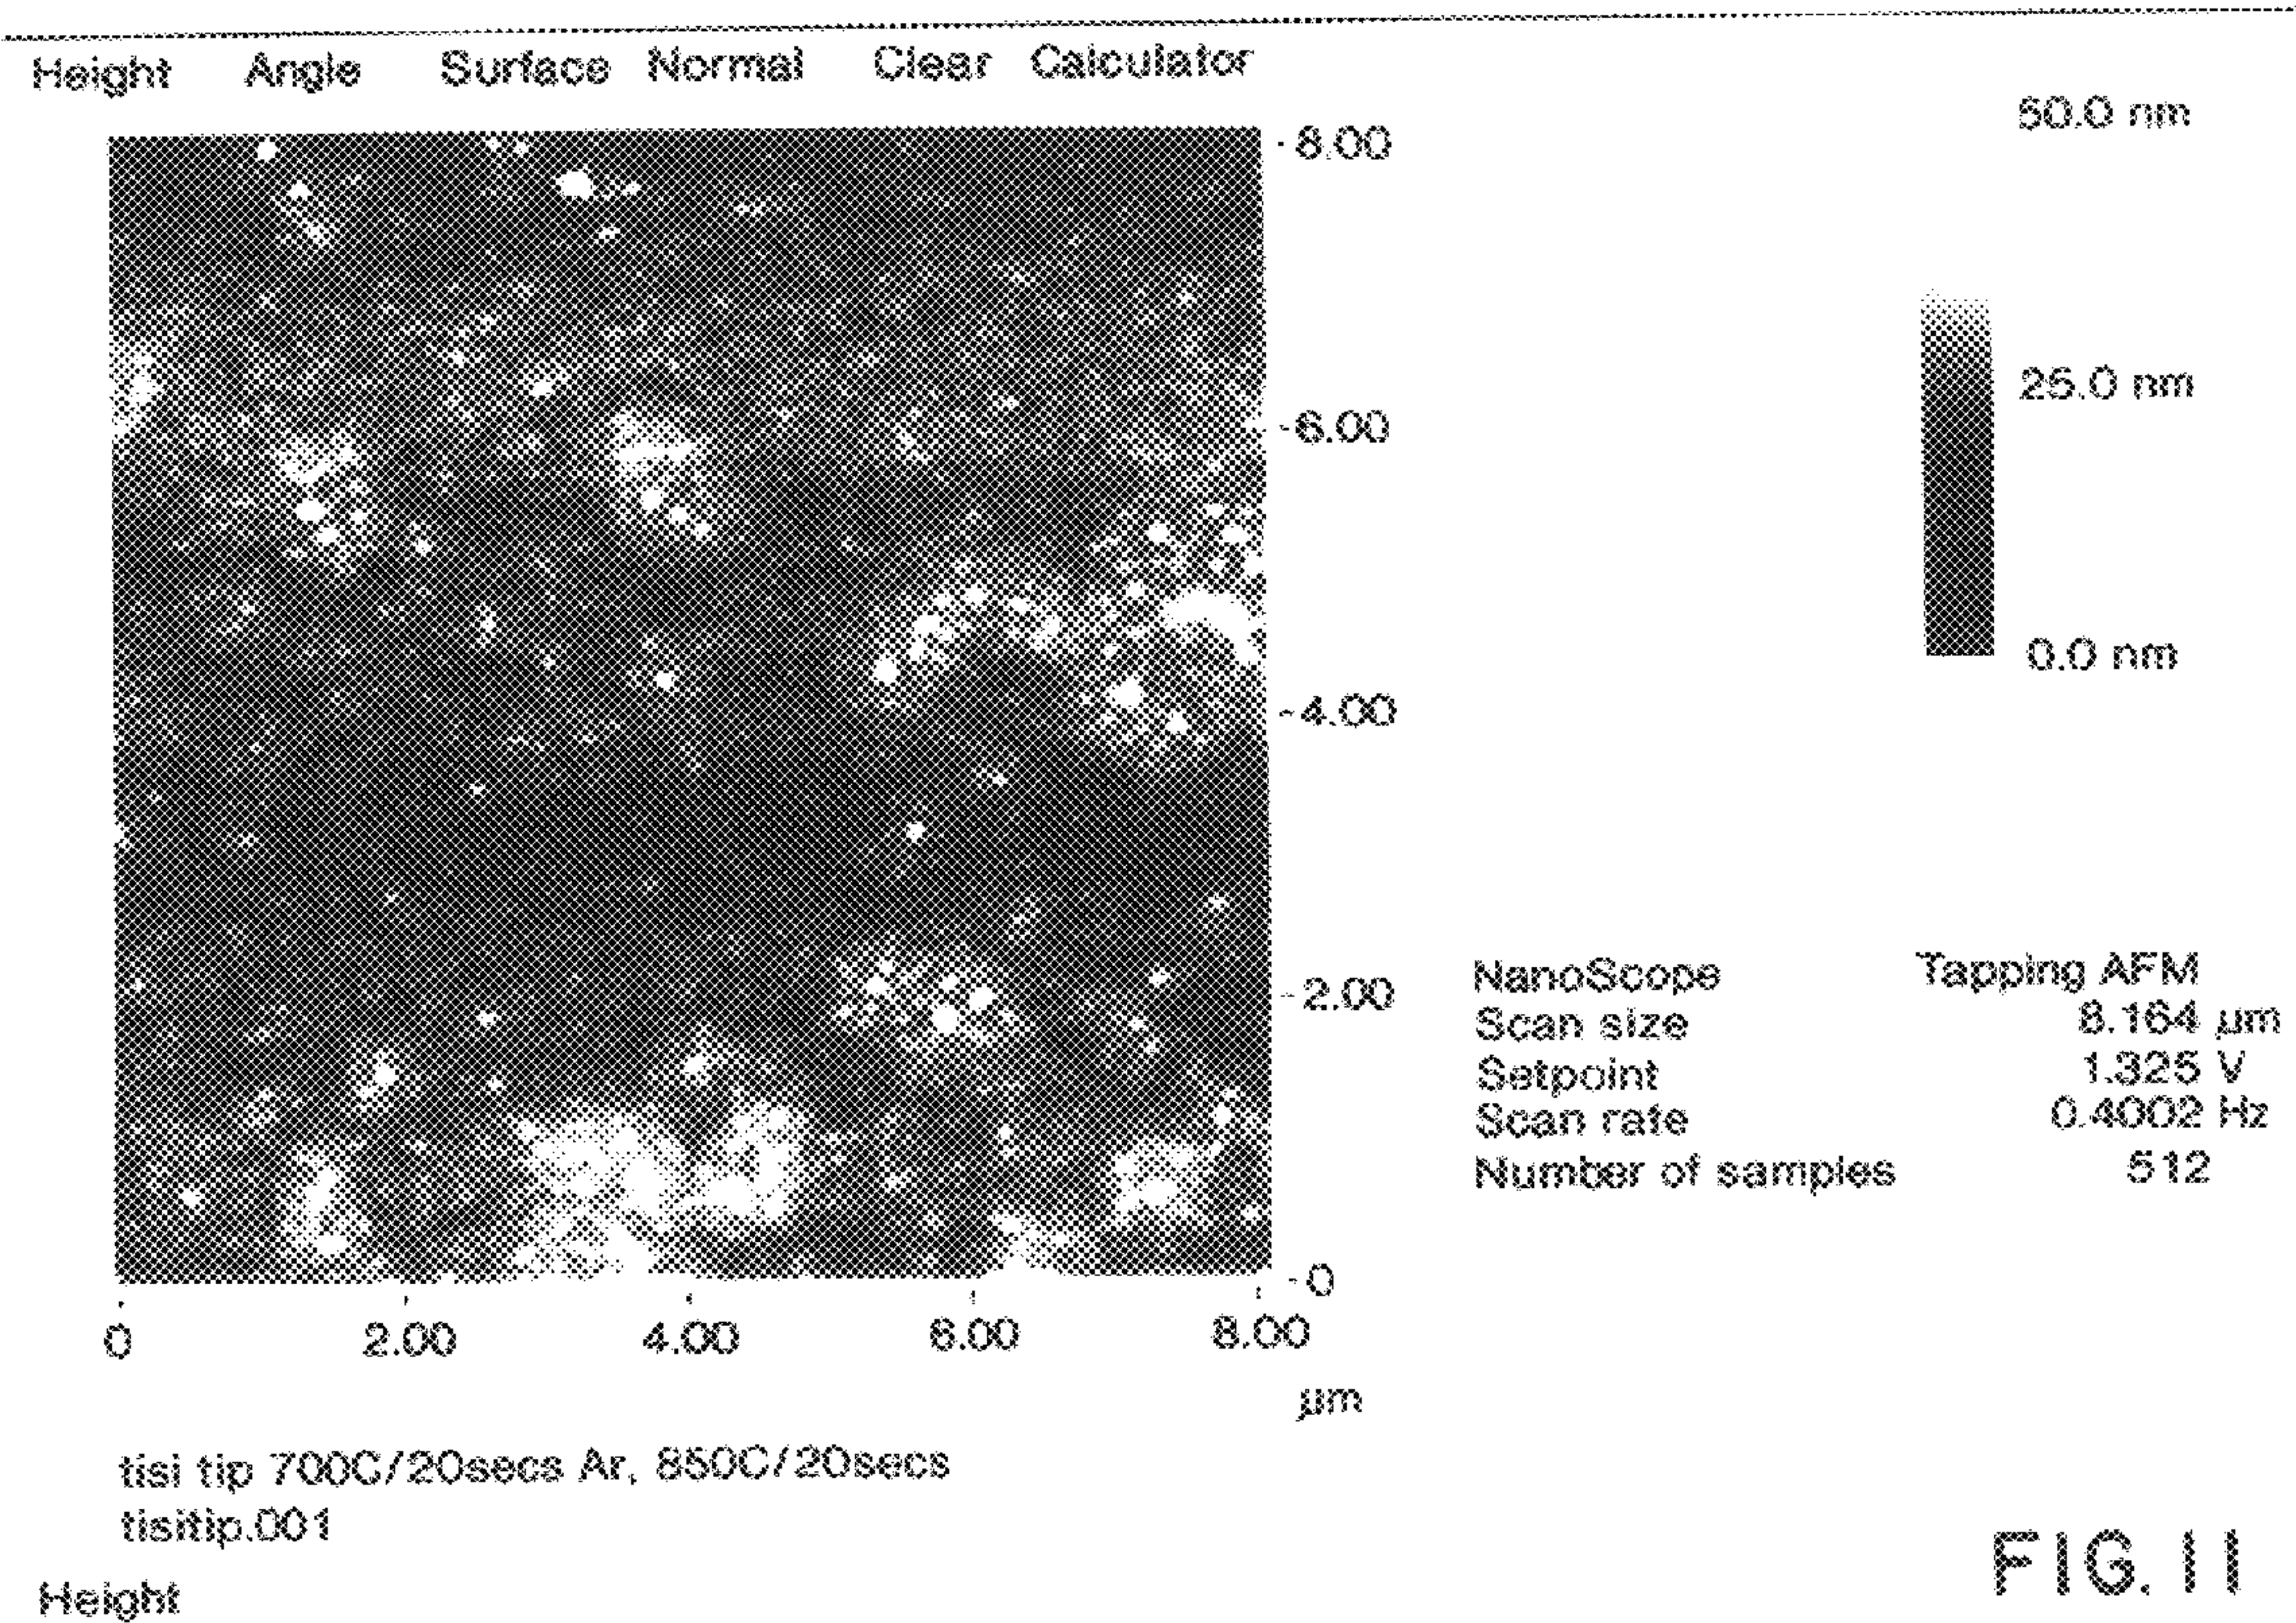 Height Angle Surface Normal Clear Calculator
50.0 nm
8.00
25.0 nm
6.00
0.0 nm
4.00
2.00
0
0 2.00 4.00 6.00 8.00
µm
NanoScope Tapping AFM
Scan size 8.164 µm
Setpoint 1.325 V
Scan rate 0.4002 Hz
Number of samples 512
tisi tip 700C/20secs Ar, 850C/20secs
tisitip.001
Height
FIG. 11